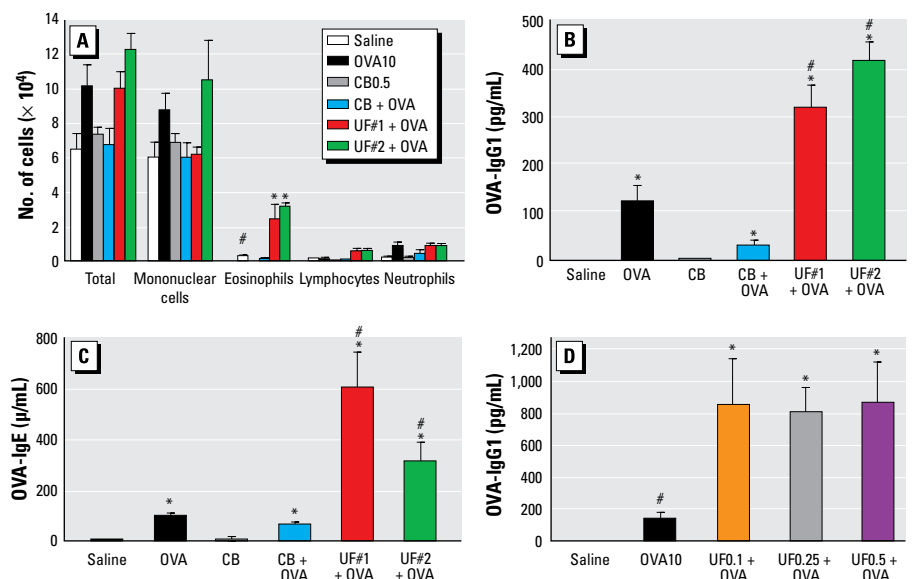 A
No. of cells (× 10⁴)
14
12
10
8
6
4
2
0
Saline
OVA10
CB0.5
CB + OVA
UF#1 + OVA
UF#2 + OVA
#
* *
Total
Mononuclear
cells
Eosinophils
Lymphocytes
Neutrophils
B
OVA-IgG1 (pg/mL)
500
400
300
200
100
0
*
*
#
*
#
*
Saline
OVA
CB
CB +
OVA
UF#1
+ OVA
UF#2
+ OVA
C
OVA-IgE (µ/mL)
800
600
400
200
0
*
*
#
*
#
*
Saline
OVA
CB
CB +
OVA
UF#1
+ OVA
UF#2
+ OVA
D
OVA-IgG1 (pg/mL)
1,200
1,000
800
600
400
200
0
#
*
*
*
Saline
OVA10
UF0.1 +
OVA
UF0.25 +
OVA
UF0.5 +
OVA